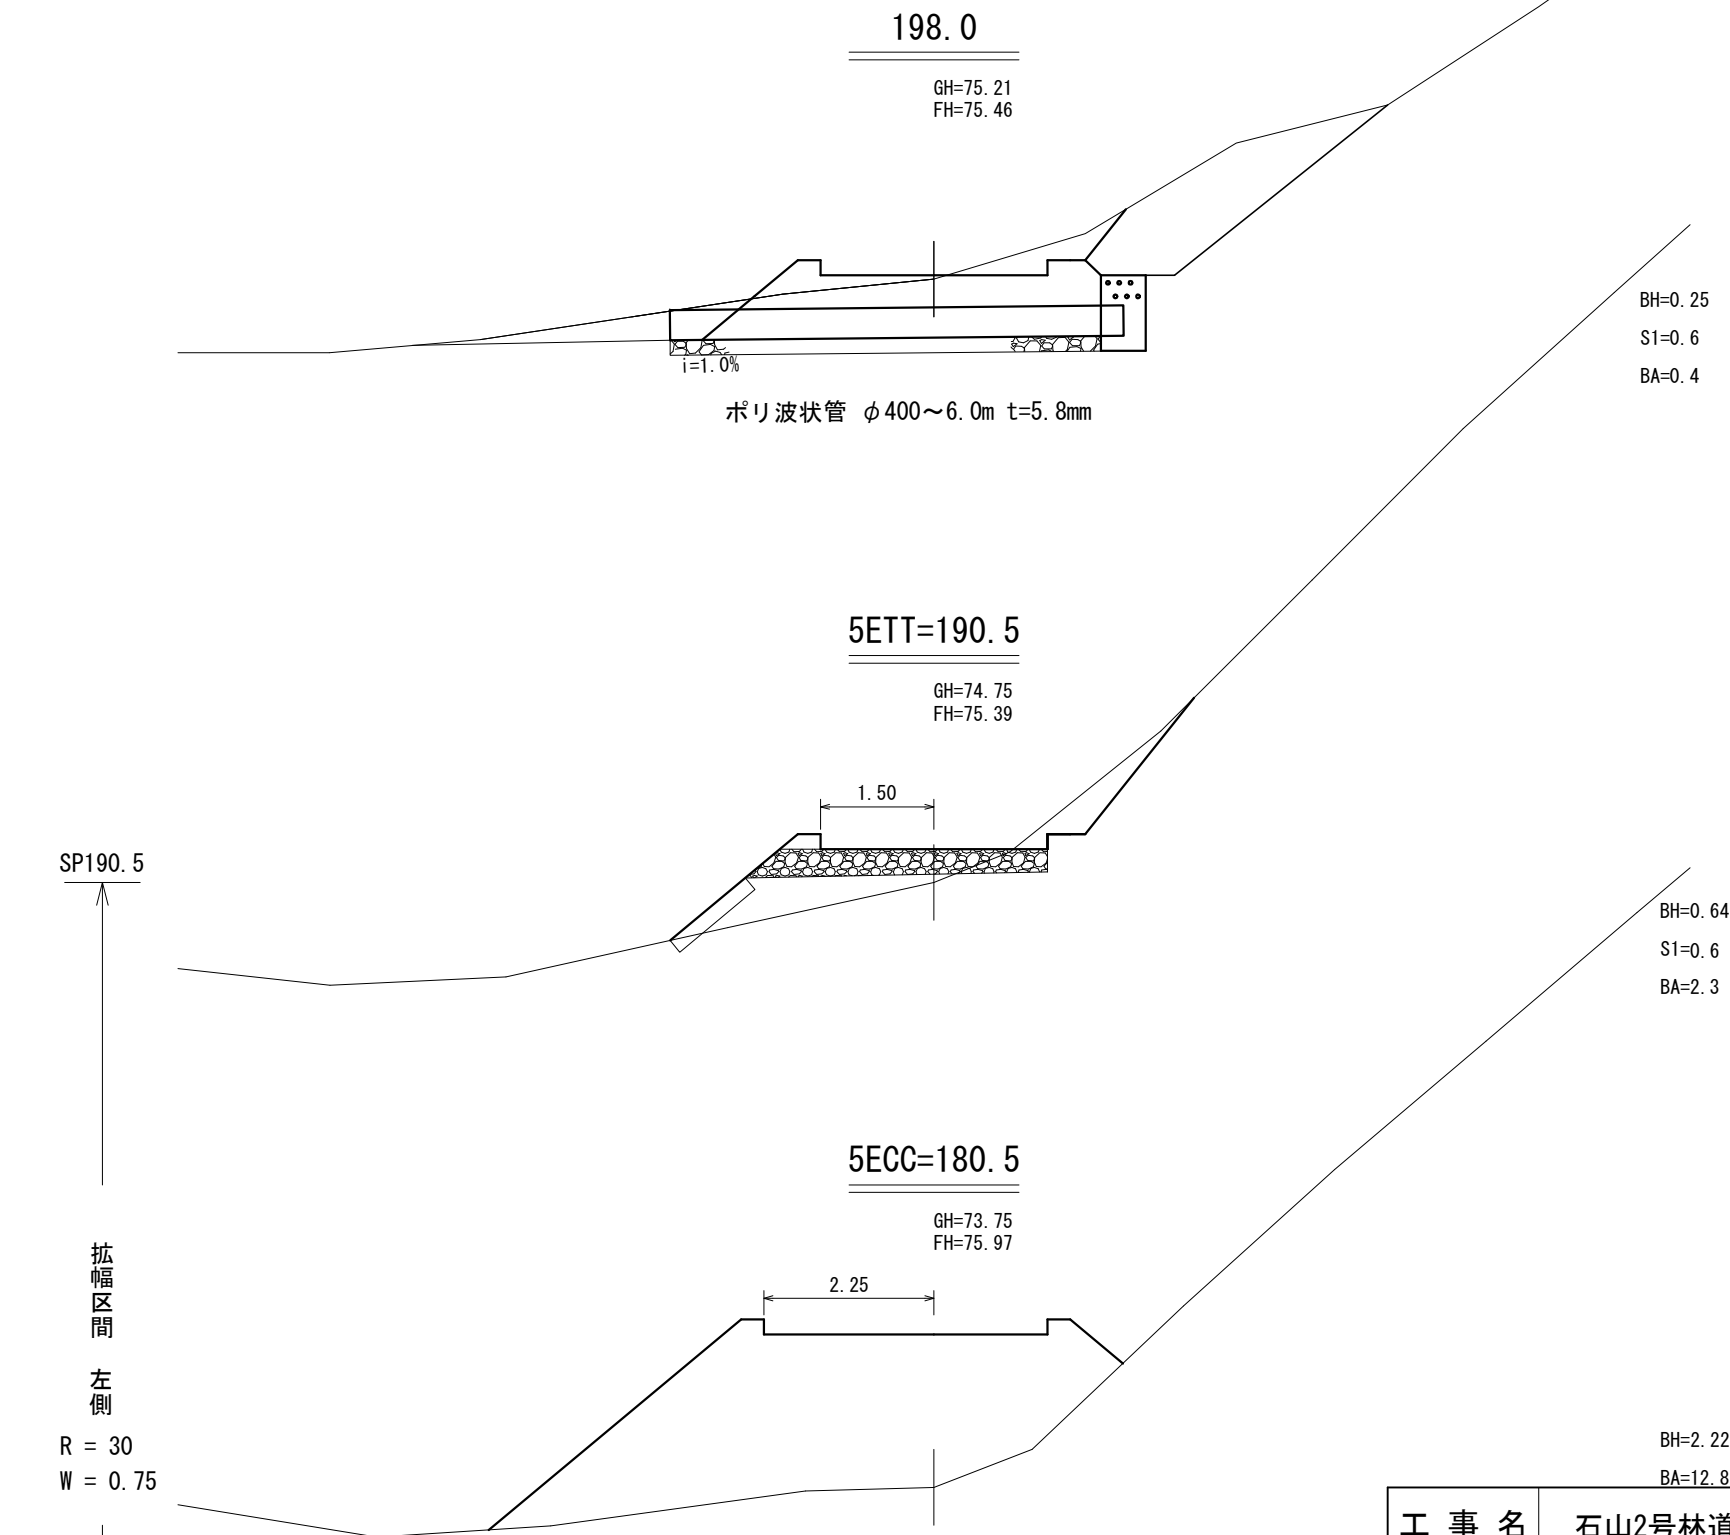 198.0
GH=75.21
FH=75.46
BH=0.25
S1=0.6
BA=0.4
i=1.0%
ポリ波状管 φ400～6.0m t=5.8mm
5ETT=190.5
GH=74.75
FH=75.39
1.50
SP190.5
BH=0.64
S1=0.6
BA=2.3
5ECC=180.5
GH=73.75
FH=75.97
2.25
拡幅区間 左側
R = 30
W = 0.75
BH=2.22
BA=12.8
工事名 石山2号林道